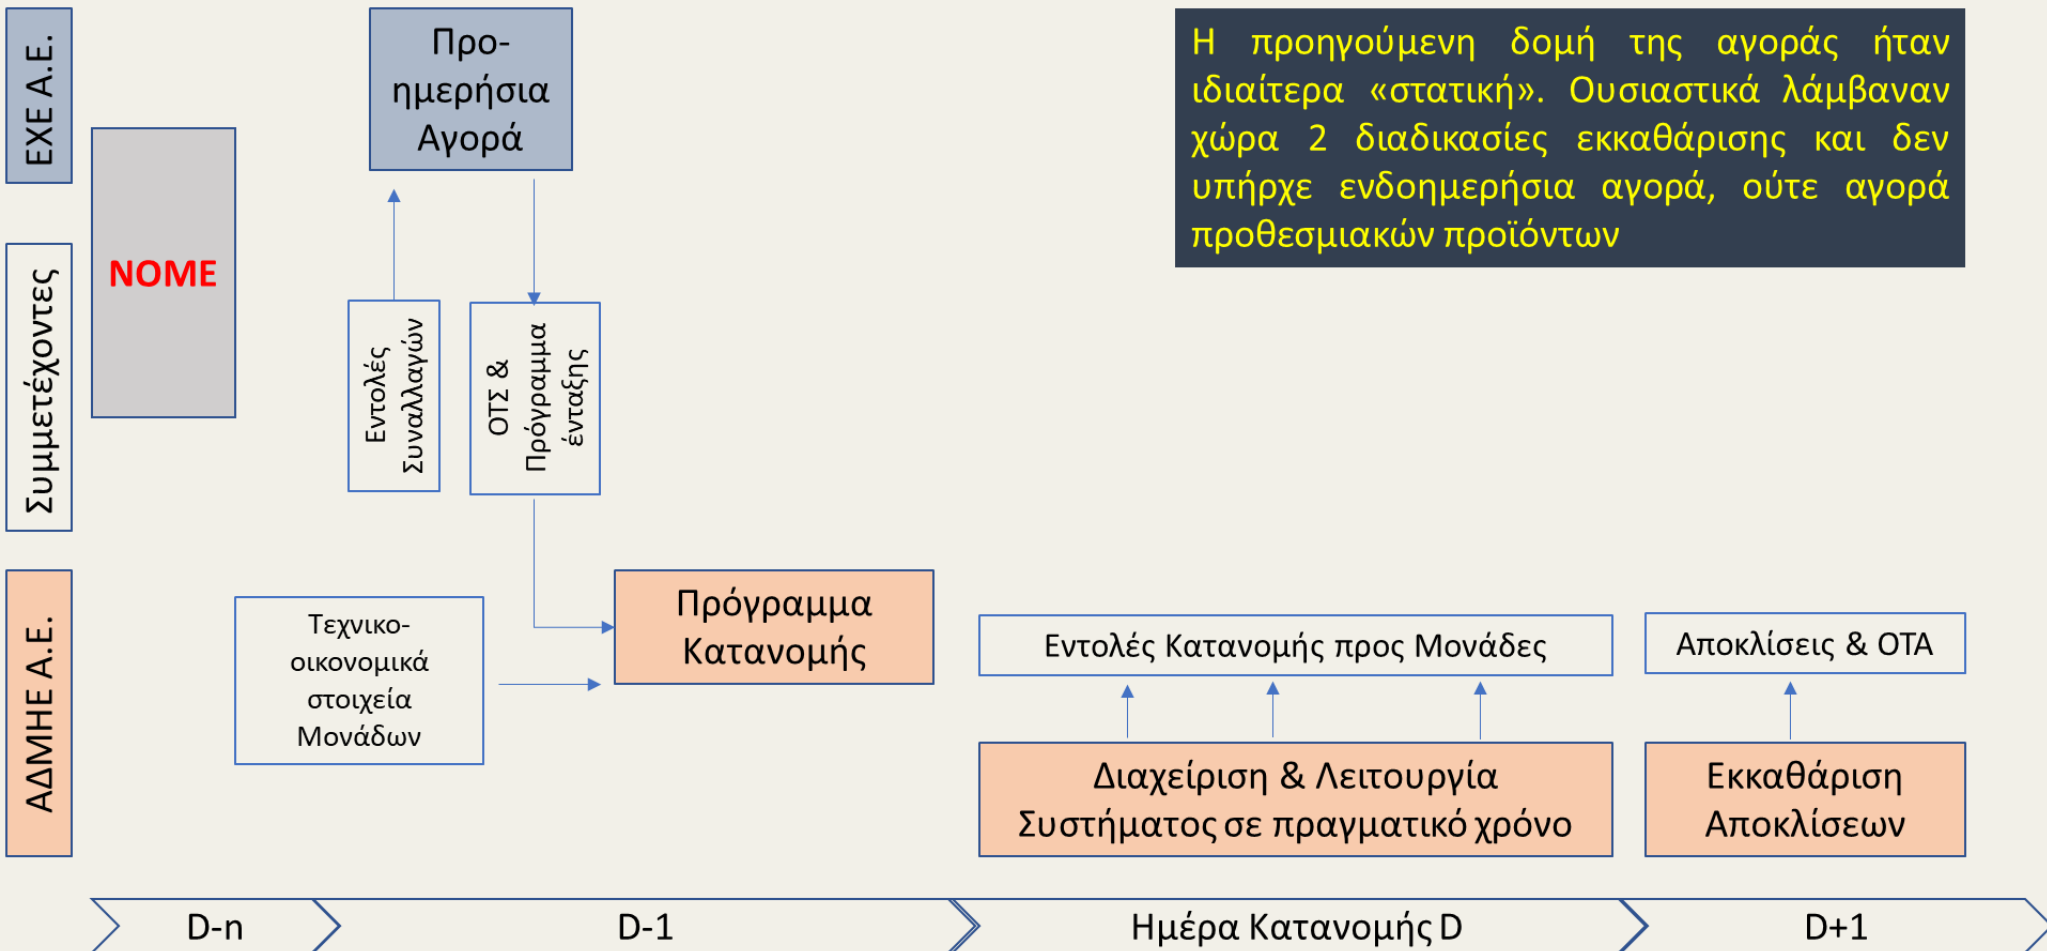 ΕΧΕ Α.Ε.
Προ-
ημερήσια
Αγορά
Η προηγούμενη δομή της αγοράς ήταν
ιδιαίτερα «στατική». Ουσιαστικά λάμβαναν
χώρα 2 διαδικασίες εκκαθάρισης και δεν
υπήρχε ενδοημερήσια αγορά, ούτε αγορά
προθεσμιακών προϊόντων
NOME
Συμμετέχοντες
Εντολές
Συναλλαγών
ΟΤΣ &
Πρόγραμμα
ένταξης
ΑΔΜΗΕ Α.Ε.
Τεχνικο-
οικονομικά
στοιχεία
Μονάδων
Πρόγραμμα
Κατανομής
Εντολές Κατανομής προς Μονάδες
Αποκλίσεις & ΟΤΑ
Διαχείριση & Λειτουργία
Συστήματος σε πραγματικό χρόνο
Εκκαθάριση
Αποκλίσεων
D-n
D-1
Ημέρα Κατανομής D
D+1